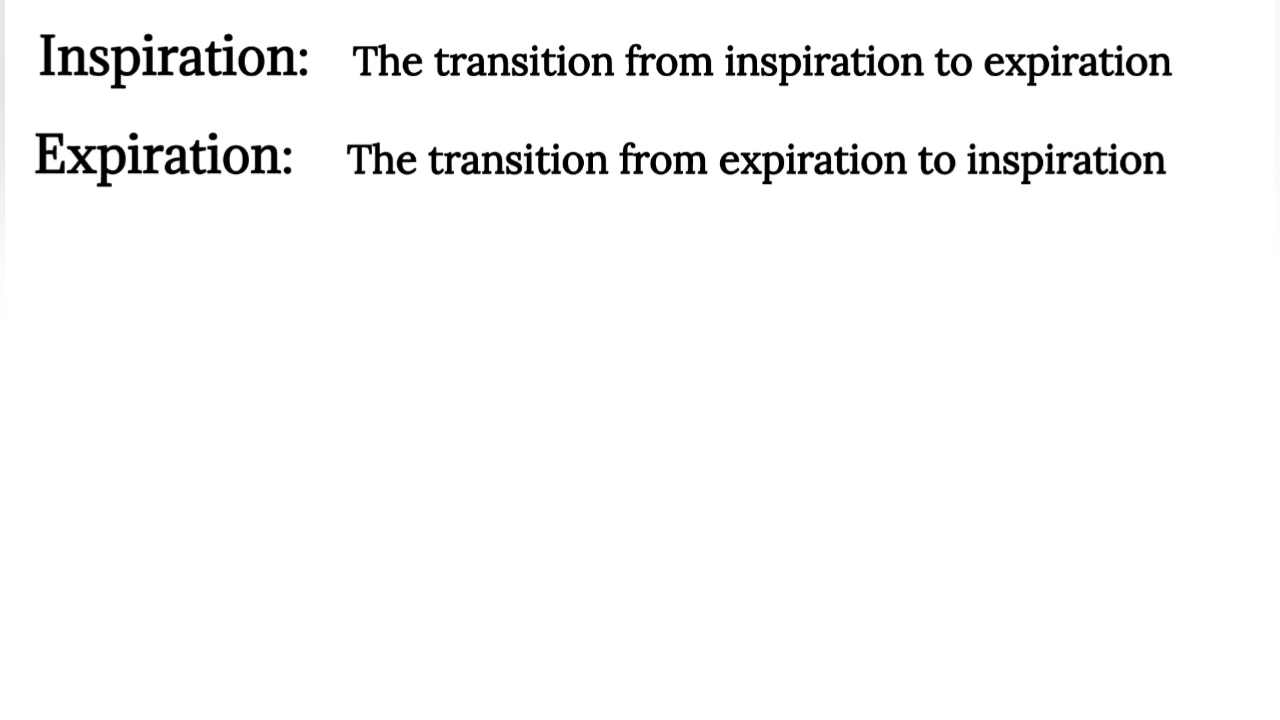 Inspiration: The transition from inspiration to expiration
Expiration: The transition from expiration to inspiration